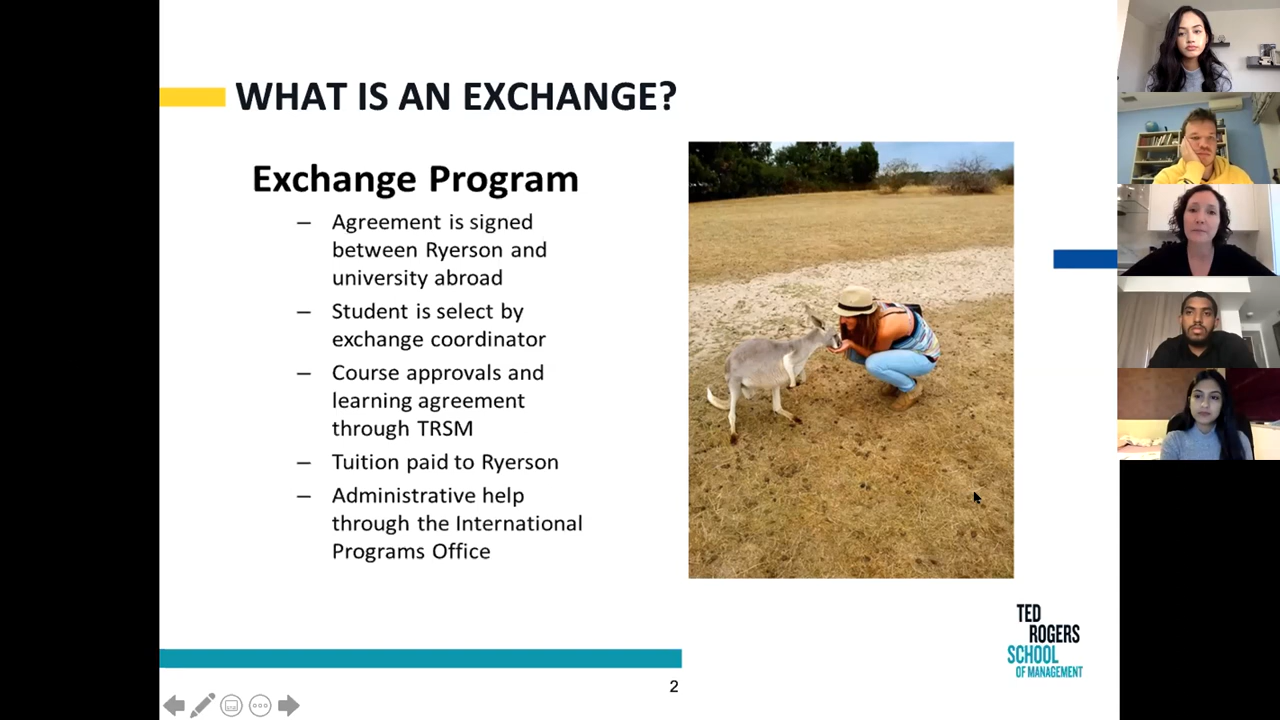 WHAT IS AN EXCHANGE?
Exchange Program
– Agreement is signed
between Ryerson and
university abroad
– Student is select by
exchange coordinator
– Course approvals and
learning agreement
through TRSM
– Tuition paid to Ryerson
– Administrative help
through the International
Programs Office
TED
ROGERS
SCHOOL
OF MANAGEMENT
2